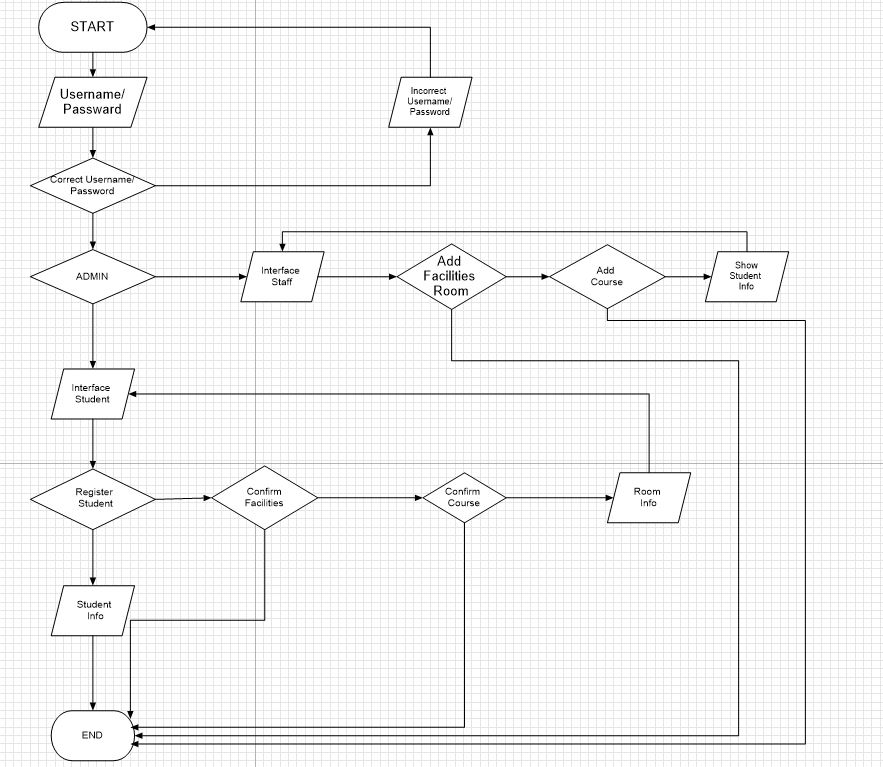 START
Username/
Passward
Incorrect
Username/
Password
Correct Username/
Password
ADMIN
Interface
Staff
Add
Facilities
Room
Add
Course
Show
Student
Info
Interface
Student
Register
Student
Confirm
Facilities
Confirm
Course
Room
Info
Student
Info
END